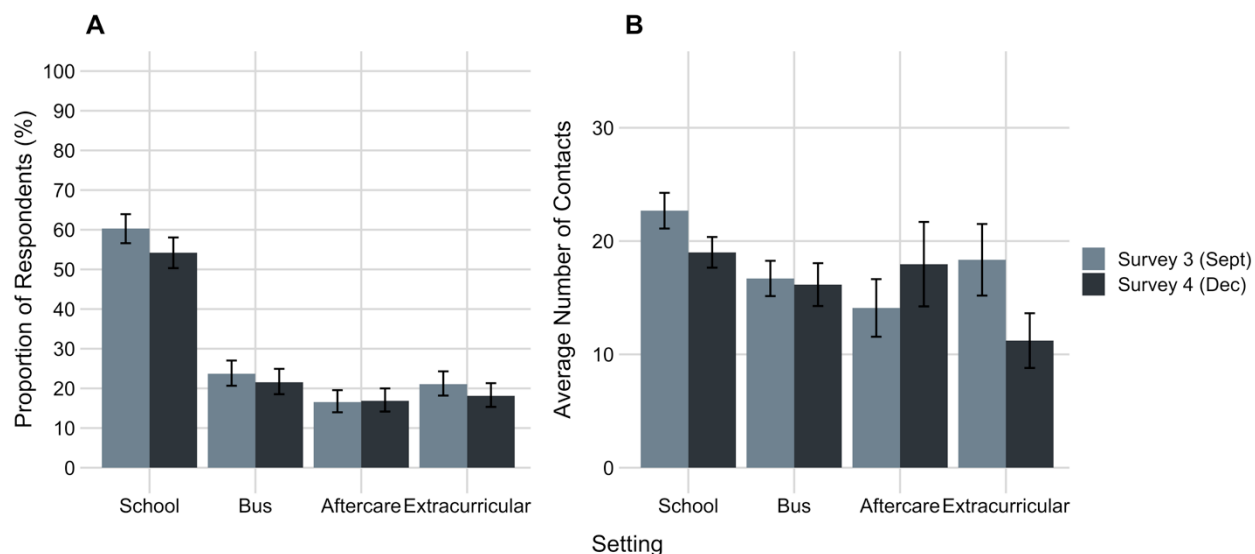 A
Proportion of Respondents (%)
100
90
80
70
60
50
40
30
20
10
0
School Bus Aftercare Extracurricular
B
Average Number of Contacts
30
20
10
0
School Bus Aftercare Extracurricular
Survey 3 (Sept)
Survey 4 (Dec)
Setting